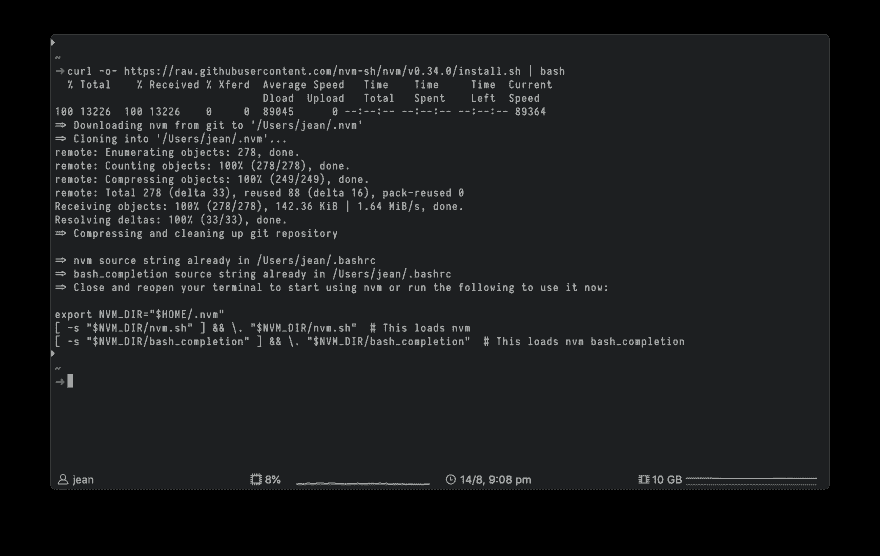 ~
→ curl -o- https://raw.githubusercontent.com/nvm-sh/nvm/v0.34.0/install.sh | bash
% Total    % Received % Xferd  Average Speed   Time    Time     Time  Current
Dload  Upload   Total   Spent    Left  Speed
100 13226  100 13226    0     0  89045      0 --:--:-- --:--:-- --:--:-- 89364
=> Downloading nvm from git to '/Users/jean/.nvm'
=> Cloning into '/Users/jean/.nvm'...
remote: Enumerating objects: 278, done.
remote: Counting objects: 100% (278/278), done.
remote: Compressing objects: 100% (249/249), done.
remote: Total 278 (delta 33), reused 88 (delta 16), pack-reused 0
Receiving objects: 100% (278/278), 142.36 KiB | 1.64 MiB/s, done.
Resolving deltas: 100% (33/33), done.
=> Compressing and cleaning up git repository
=> nvm source string already in /Users/jean/.bashrc
=> bash_completion source string already in /Users/jean/.bashrc
=> Close and reopen your terminal to start using nvm or run the following to use it now:
export NVM_DIR="$HOME/.nvm"
[ -s "$NVM_DIR/nvm.sh" ] && \. "$NVM_DIR/nvm.sh"  # This loads nvm
[ -s "$NVM_DIR/bash_completion" ] && \. "$NVM_DIR/bash_completion"  # This loads nvm bash_completion
~
→
jean 8% 14/8, 9:08 pm 10 GB